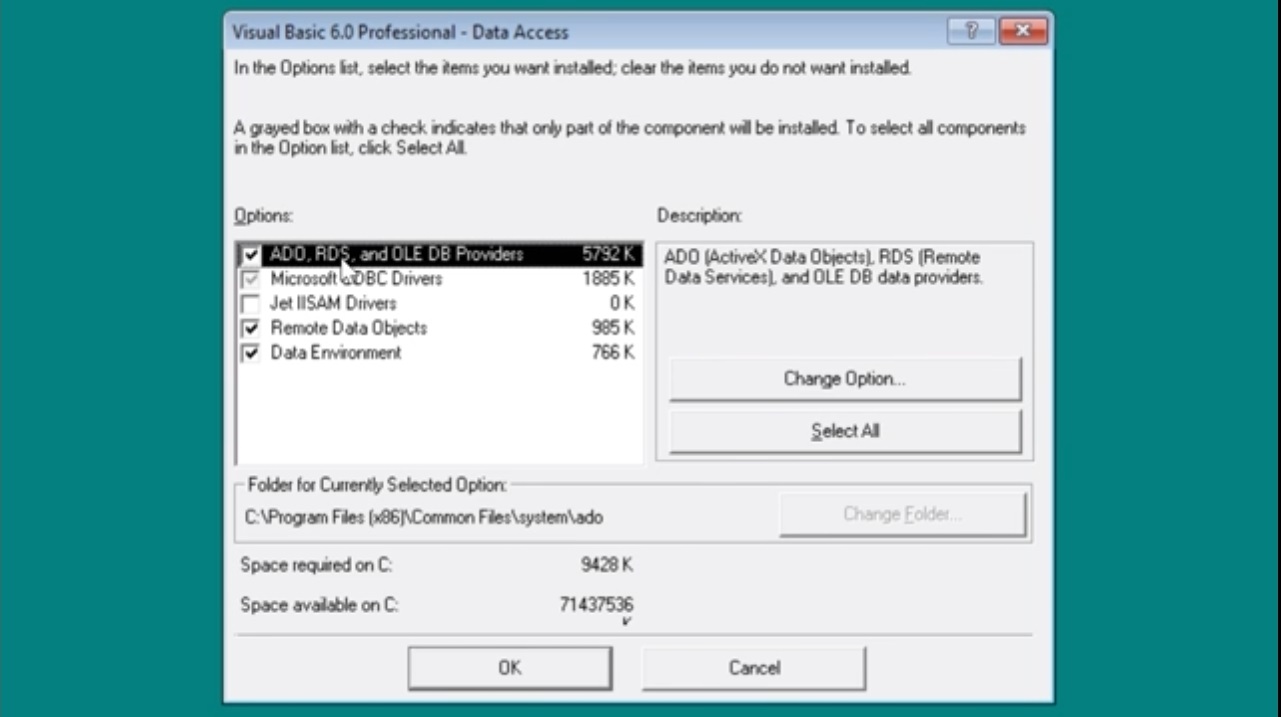 Visual Basic 6.0 Professional - Data Access
In the Options list, select the items you want installed; clear the items you do not want installed.
A grayed box with a check indicates that only part of the component will be installed. To select all components
in the Option list, click Select All.
Options:
ADO, RDS, and OLE DB Providers 5792 K
Microsoft ODBC Drivers 1885 K
Jet IISAM Drivers 0 K
Remote Data Objects 985 K
Data Environment 766 K
Description:
ADO (ActiveX Data Objects), RDS (Remote
Data Services), and OLE DB data providers.
Change Option...
Select All
Folder for Currently Selected Option:
C:\Program Files (x86)\Common Files\system\ado
Change Folder...
Space required on C: 9428 K
Space available on C: 71437536
K
OK
Cancel